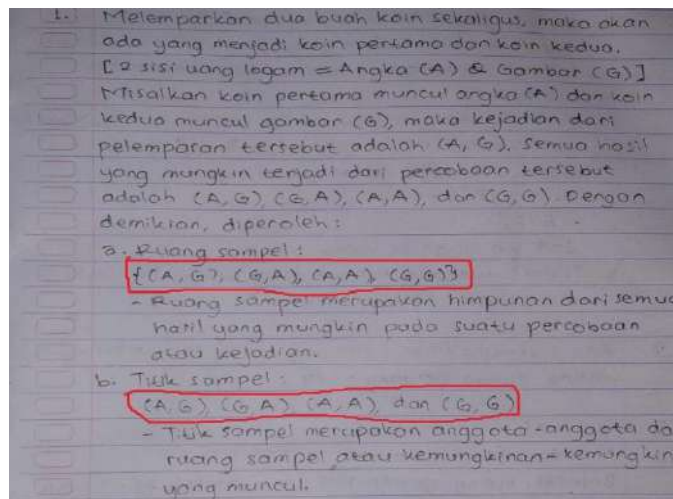 1. Melemparkan dua buah koin sekaligus, maka akan
ada yang menjadi koin pertama dan koin kedua.
[2 sisi uang logam = Angka (A) & Gambar (G)]
Misalkan koin pertama muncul angka (A) dan koin
kedua muncul gambar (G), maka kejadian dari
pelemparan tersebut adalah (A, G). Semua hasil
yang mungkin terjadi dari percobaan tersebut
adalah (A, G) (G, A), (A, A), dan (G, G). Dengan
demikian, diperoleh :
a. Ruang sampel :
{(A, G), (G, A), (A, A), (G, G)}
- Ruang sampel merupakan himpunan dari semua
hasil yang mungkin pada suatu percobaan
atau kejadian.
b. Titik sampel :
(A, G), (G, A) (A, A), dan (G, G)
- Titik sampel merupakan anggota-anggota da
ruang sampel atau kemungkinan-kemungkin
yang muncul.